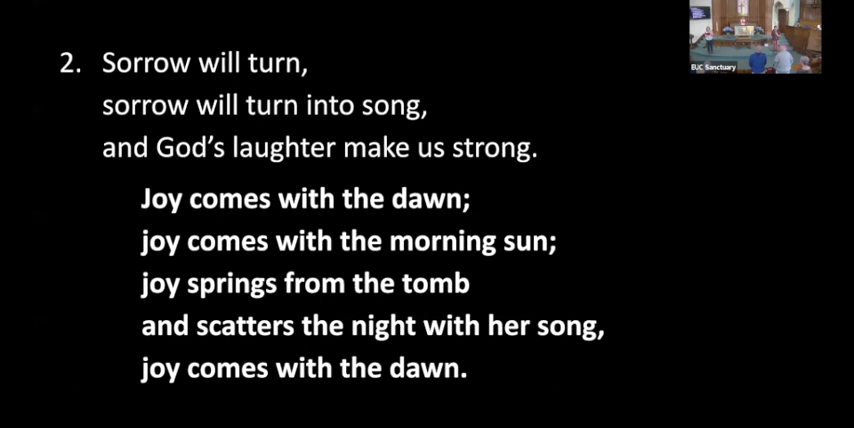 2. Sorrow will turn,
sorrow will turn into song,
and God's laughter make us strong.
Joy comes with the dawn;
joy comes with the morning sun;
joy springs from the tomb
and scatters the night with her song,
joy comes with the dawn.
EUC Sanctuary